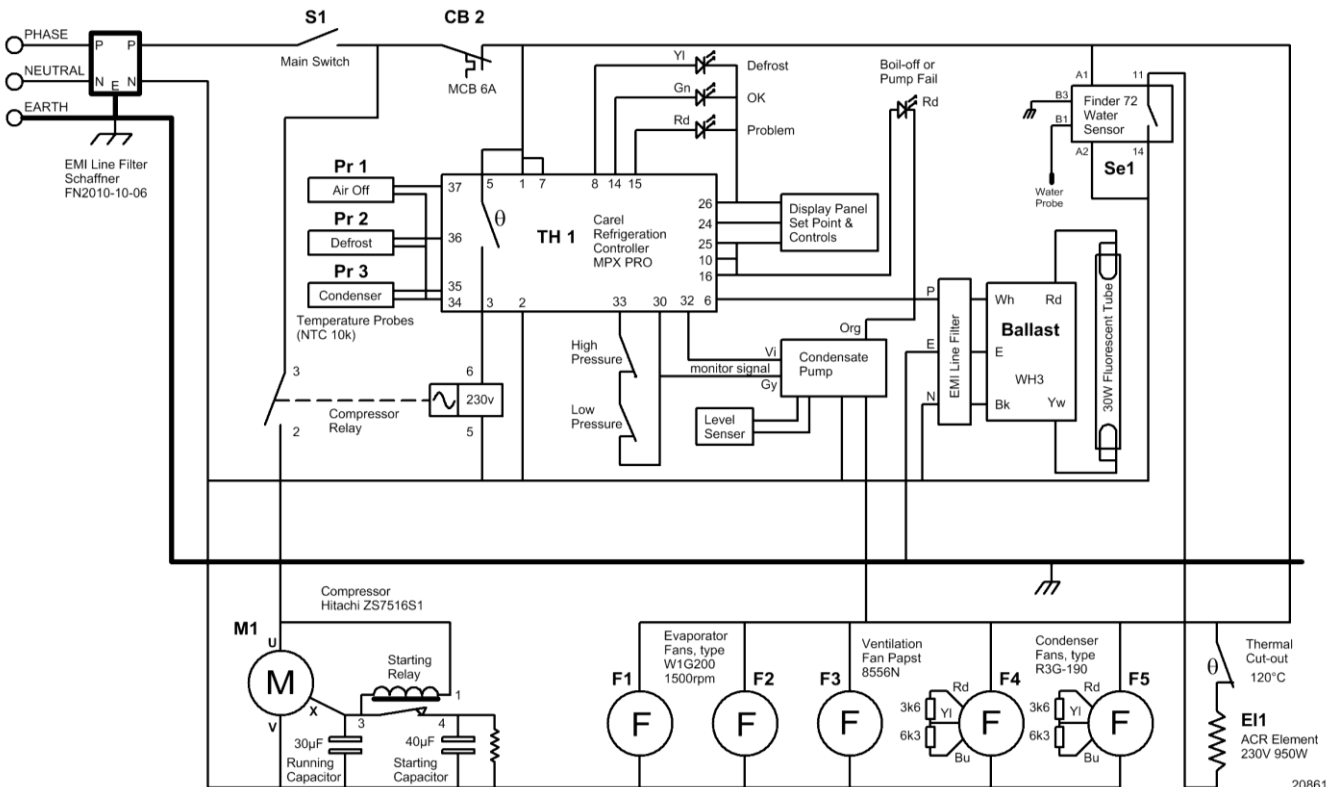 PHASE
NEUTRAL
EARTH
P P
N E N
EMI Line Filter
Schaffner
FN2010-10-06
S1
Main Switch
CB 2
MCB 6A
Yl
Defrost
Gn
OK
Rd
Problem
Boil-off or
Pump Fail
Rd
A1
11
B3
B1
Finder 72
Water
Sensor
A2
14
Se1
Water
Probe
Pr 1
Air Off
Pr 2
Defrost
Pr 3
Condenser
Temperature Probes
(NTC 10k)
37
36
35
34
5 1 7 8 14 15
θ
TH 1
Carel
Refrigeration
Controller
MPX PRO
26
24
25
10
16
3 2 33 30 32 6
Display Panel
Set Point &
Controls
High
Pressure
Low
Pressure
Vi
monitor signal
Gy
Org
Condensate
Pump
Level
Senser
P
E
N
EMI Line Filter
Wh Rd
Ballast
E
WH3
Bk Yw
30W Fluorescent Tube
3
2
Compressor
Relay
6
230v
5
Compressor
Hitachi ZS7516S1
M1
U
M
V
X
Starting
Relay
1
3
4
30µF
Running
Capacitor
40µF
Starting
Capacitor
F1
F
Evaporator
Fans, type
W1G200
1500rpm
F2
F
F3
F
Ventilation
Fan Papst
8556N
F4
F
Rd
3k6
Yl
6k3
Bu
Condenser
Fans, type
R3G-190
F5
F
Rd
3k6
Yl
6k3
Bu
θ
Thermal
Cut-out
120°C
El1
ACR Element
230V 950W
20861